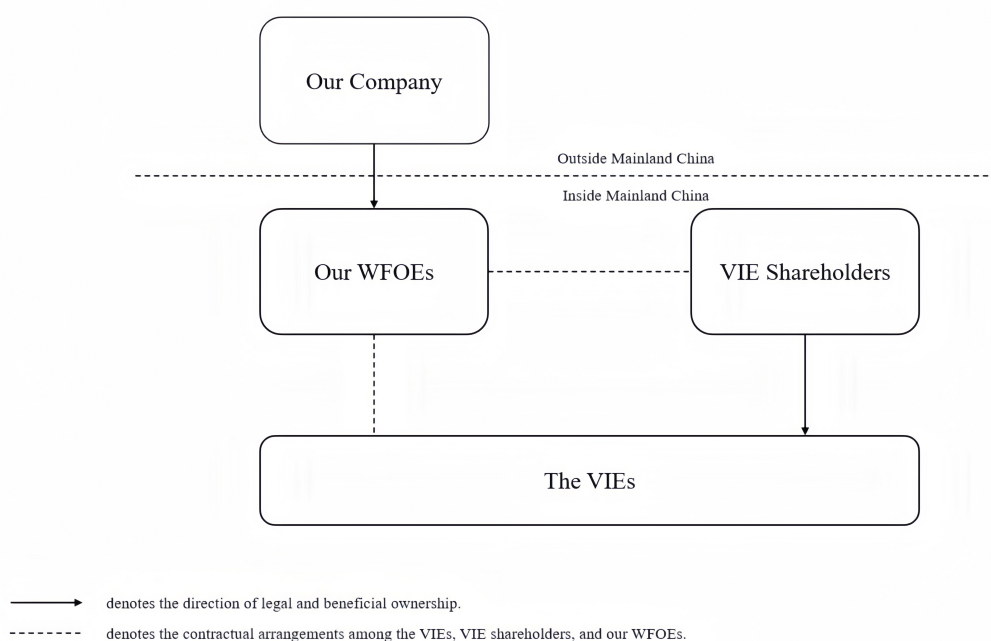 Our Company
Outside Mainland China
Inside Mainland China
Our WFOEs
VIE Shareholders
The VIEs
denotes the direction of legal and beneficial ownership.
denotes the contractual arrangements among the VIEs, VIE shareholders, and our WFOEs.